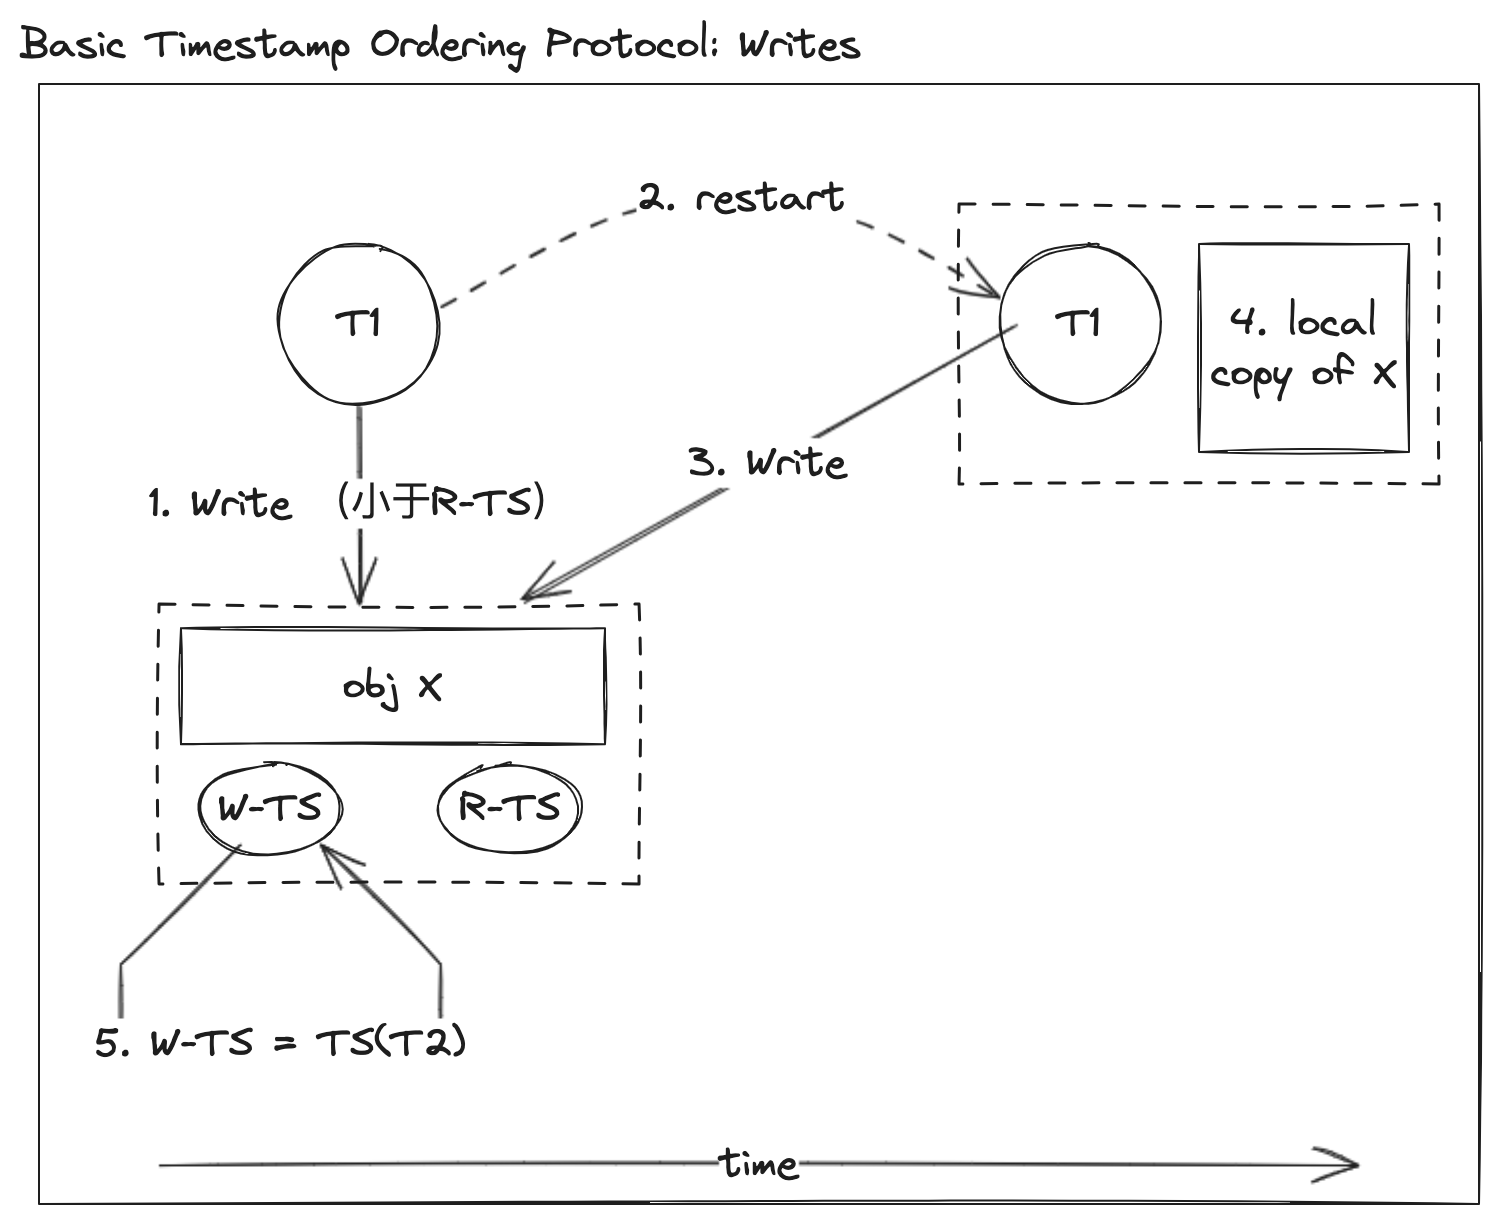 Basic Timestamp Ordering Protocol: Writes
2. restart
T1
T1
4. local
copy of X
3. Write
1. Write （小于R-TS）
obj X
W-TS
R-TS
5. W-TS = TS(T2)
time